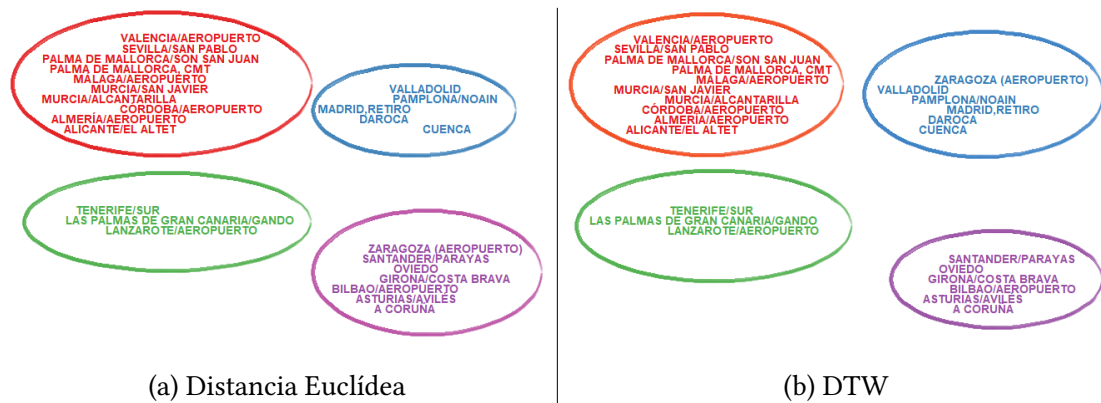 VALENCIA/AEROPUERTO
SEVILLA/SAN PABLO
PALMA DE MALLORCA/SON SAN JUAN
PALMA DE MALLORCA, CMT
MÁLAGA/AEROPUERTO
MURCIA/SAN JAVIER
MURCIA/ALCANTARILLA
CÓRDOBA/AEROPUERTO
ALMERÍA/AEROPUERTO
ALICANTE/EL ALTET
VALLADOLID
PAMPLONA/NOAIN
MADRID,RETIRO
DAROCA
CUENCA
TENERIFE/SUR
LAS PALMAS DE GRAN CANARIA/GANDO
LANZAROTE/AEROPUERTO
ZARAGOZA (AEROPUERTO)
SANTANDER/PARAYAS
OVIEDO
GIRONA/COSTA BRAVA
BILBAO/AEROPUERTO
ASTURIAS/AVILÉS
A CORUÑA
(a) Distancia Euclídea
VALENCIA/AEROPUERTO
SEVILLA/SAN PABLO
PALMA DE MALLORCA/SON SAN JUAN
PALMA DE MALLORCA, CMT
MÁLAGA/AEROPUERTO
MURCIA/SAN JAVIER
MURCIA/ALCANTARILLA
CÓRDOBA/AEROPUERTO
ALMERÍA/AEROPUERTO
ALICANTE/EL ALTET
ZARAGOZA (AEROPUERTO)
VALLADOLID
PAMPLONA/NOAIN
MADRID,RETIRO
DAROCA
CUENCA
TENERIFE/SUR
LAS PALMAS DE GRAN CANARIA/GANDO
LANZAROTE/AEROPUERTO
SANTANDER/PARAYAS
OVIEDO
GIRONA/COSTA BRAVA
BILBAO/AEROPUERTO
ASTURIAS/AVILÉS
A CORUÑA
(b) DTW